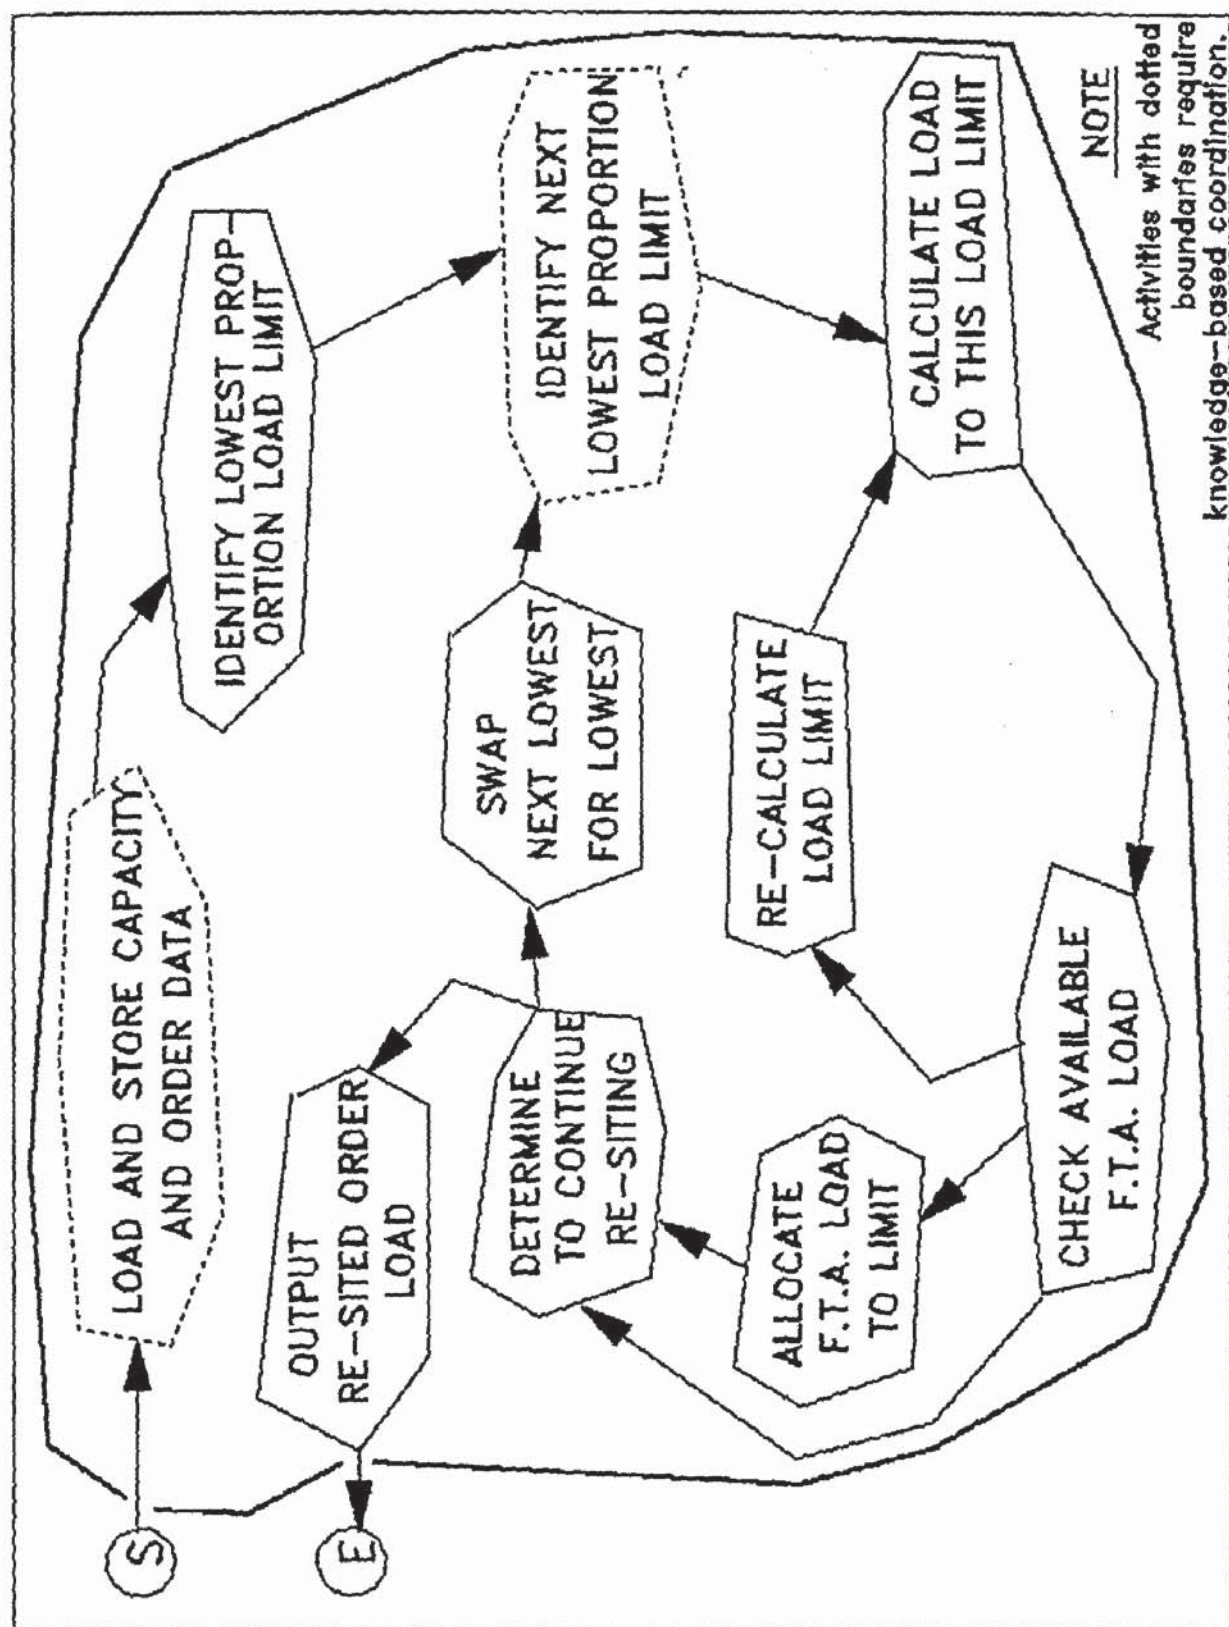 S
LOAD AND STORE CAPACITY
AND ORDER DATA
IDENTIFY LOWEST PROP-
ORTION LOAD LIMIT
E
OUTPUT
RE-SITED ORDER
LOAD
DETERMINE
TO CONTINUE
RE-SITING
SWAP
NEXT LOWEST
FOR LOWEST
IDENTIFY NEXT
LOWEST PROPORTION
LOAD LIMIT
ALLOCATE
F.T.A. LOAD
TO LIMIT
RE-CALCULATE
LOAD LIMIT
CALCULATE LOAD
TO THIS LOAD LIMIT
CHECK AVAILABLE
F.T.A. LOAD
NOTE
Activities with dotted
boundaries require
knowledge-based coordination.